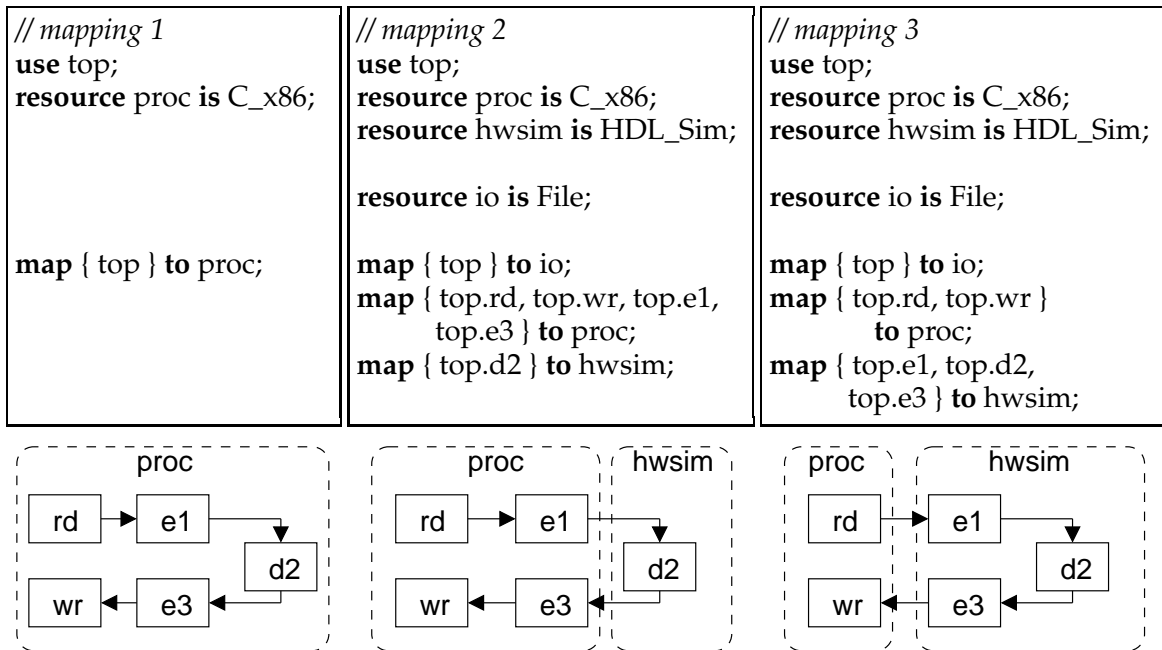 // mapping 1
use top;
resource proc is C_x86;
map { top } to proc;
// mapping 2
use top;
resource proc is C_x86;
resource hwsim is HDL_Sim;
resource io is File;
map { top } to io;
map { top.rd, top.wr, top.e1,
top.e3 } to proc;
map { top.d2 } to hwsim;
// mapping 3
use top;
resource proc is C_x86;
resource hwsim is HDL_Sim;
resource io is File;
map { top } to io;
map { top.rd, top.wr }
to proc;
map { top.e1, top.d2,
top.e3 } to hwsim;
proc
rd e1
d2
wr e3
proc hwsim
rd e1
d2
wr e3
proc hwsim
rd e1
d2
wr e3